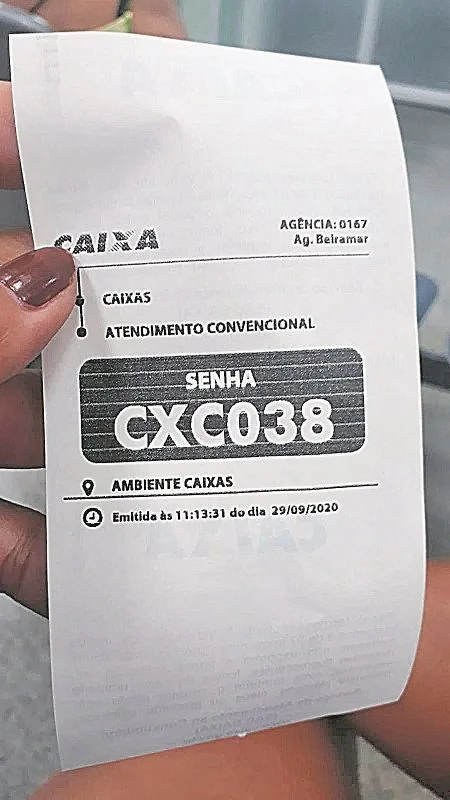 CAIXA
AGÊNCIA: 0167
Ag. Beiramar
CAIXAS
ATENDIMENTO CONVENCIONAL
SENHA
CXC038
AMBIENTE CAIXAS
Emitida às 11:13:31 do dia 29/09/2020